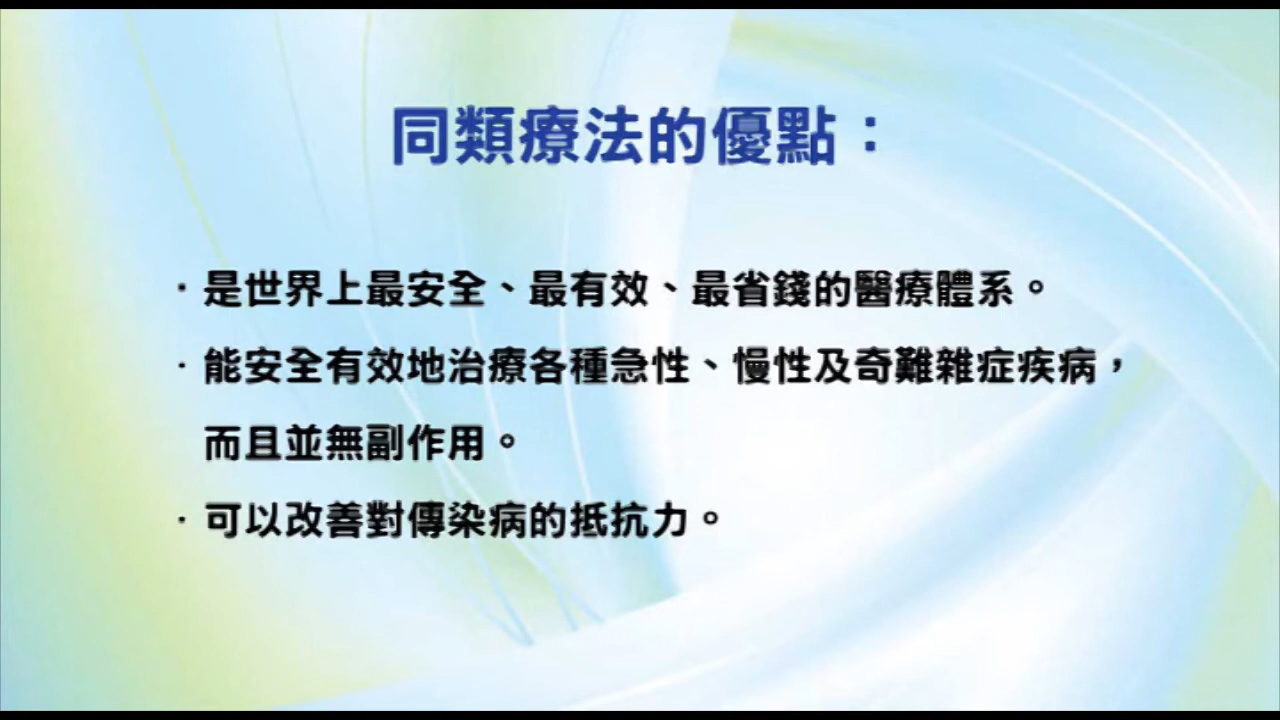 同類療法的優點：
·是世界上最安全、最有效、最省錢的醫療體系。
·能安全有效地治療各種急性、慢性及奇難雜症疾病，
而且並無副作用。
·可以改善對傳染病的抵抗力。